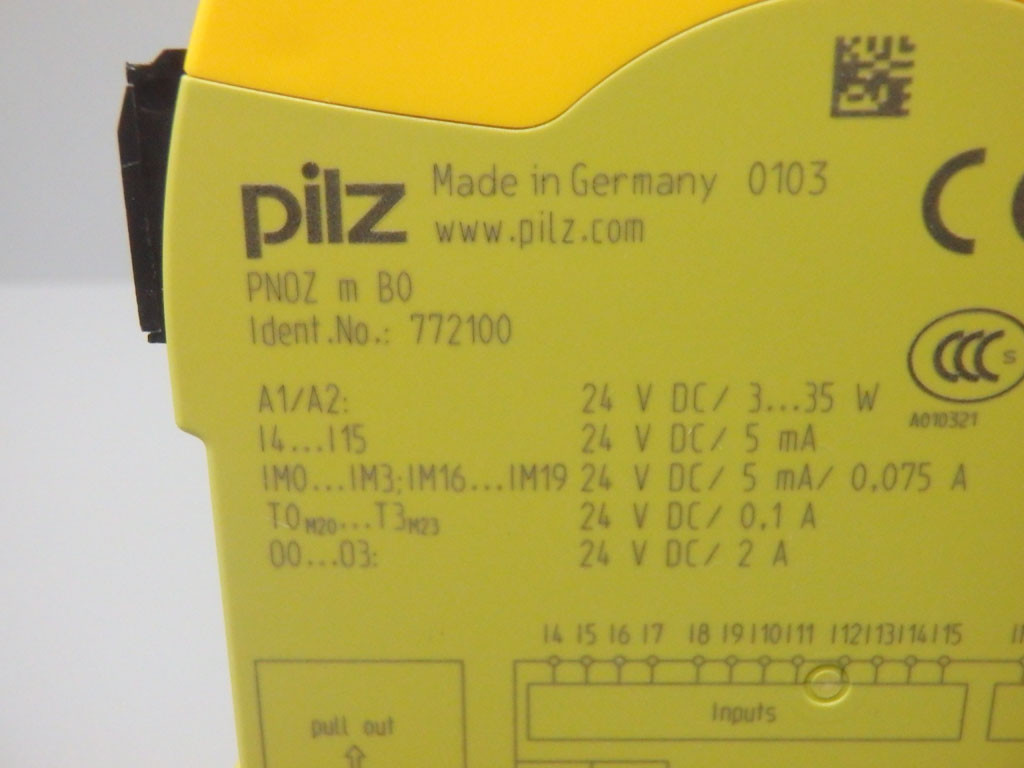 pilz Made in Germany 0103
www.pilz.com
CE
PNOZ m B0
Ident.No.: 772100
CCC S
A010321
A1/A2: 24 V DC/ 3...35 W
I4...I15 24 V DC/ 5 mA
IM0...IM3;IM16...IM19 24 V DC/ 5 mA/ 0,075 A
T0M20...T3M23 24 V DC/ 0,1 A
O0...O3: 24 V DC/ 2 A
I4 I5 I6 I7 I8 I9 I10 I11 I12 I13 I14 I15
Inputs
pull out